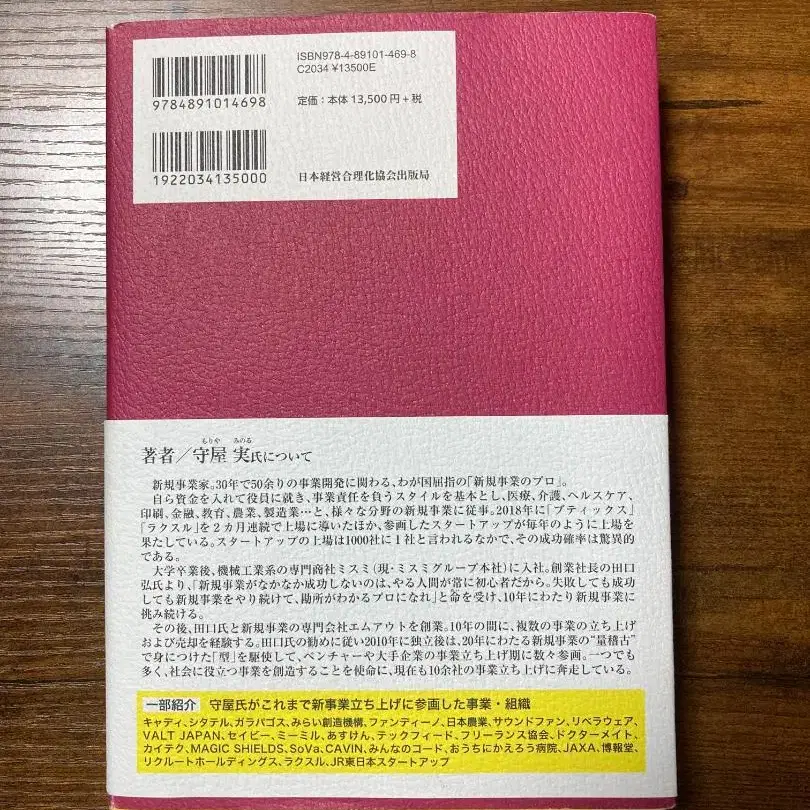 ISBN978-4-89101-469-8
C2034 ¥13500E
9784891014698
定価：本体 13,500円+税
1922034135000
日本経営合理化協会出版局
もりや みのる
著者／守屋 実氏について
新規事業家。30年で50余りの事業開発に関わる、わが国屈指の「新規事業のプロ」。
自ら資金を入れて役員に就き、事業責任を負うスタイルを基本とし、医療、介護、ヘルスケア、
印刷、金融、教育、農業、製造業…と、様々な分野の新規事業に従事。2018年に「ブティックス」
「ラクスル」を２カ月連続で上場に導いたほか、参画したスタートアップが毎年のように上場を
果たしている。スタートアップの上場は1000社に１社と言われるなかで、その成功確率は驚異的
である。
大学卒業後、機械工業系の専門商社ミスミ（現・ミスミグループ本社）に入社。創業社長の田口
弘氏より、「新規事業がなかなか成功しないのは、やる人間が常に初心者だから。失敗しても成功
しても新規事業をやり続けて、勘所がわかるプロになれ」と命を受け、10年にわたり新規事業に
挑み続ける。
その後、田口氏と新規事業の専門会社エムアウトを創業。10年の間に、複数の事業の立ち上げ
および売却を経験する。田口氏の勧めに従い2010年に独立後は、20年にわたる新規事業の“量稽古”
で身につけた「型」を駆使して、ベンチャーや大手企業の事業立ち上げ期に数々参画。一つでも
多く、社会に役立つ事業を創造することを使命に、現在も10余社の事業立ち上げに奔走している。
一部紹介 守屋氏がこれまで新事業立ち上げに参画した事業・組織
キャディ、シタテル、ガラパゴス、みらい創造機構、ファンディーノ、日本農業、サウンドファン、リベラウェア、
VALT JAPAN、セイビー、ミーミル、あすけん、テックフィード、フリーランス協会、ドクターメイト、
カイテク、MAGIC SHIELDS、SoVa、CAVIN、みんなのコード、おうちにかえろう病院、JAXA、博報堂、
リクルートホールディングス、ラクスル、JR東日本スタートアップ